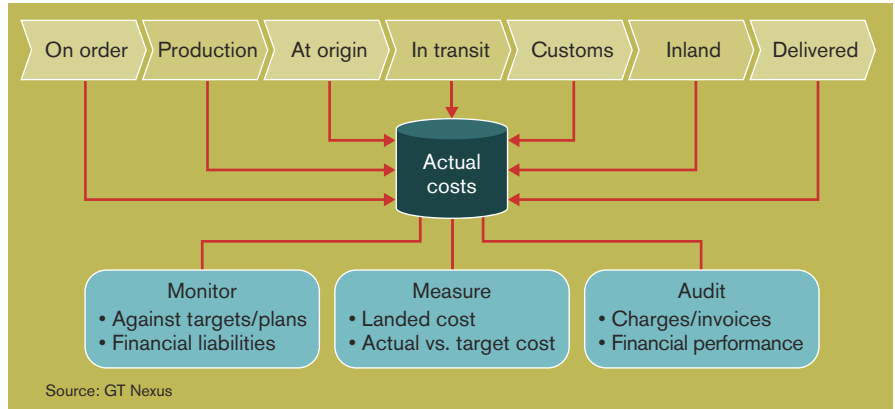 On order
Production
At origin
In transit
Customs
Inland
Delivered
Actual
costs
Monitor
• Against targets/plans
• Financial liabilities
Measure
• Landed cost
• Actual vs. target cost
Audit
• Charges/invoices
• Financial performance
Source: GT Nexus